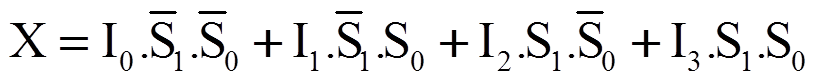 X = I₀.S̅₁.S̅₀ + I₁.S̅₁.S₀ + I₂.S₁.S̅₀ + I₃.S₁.S₀